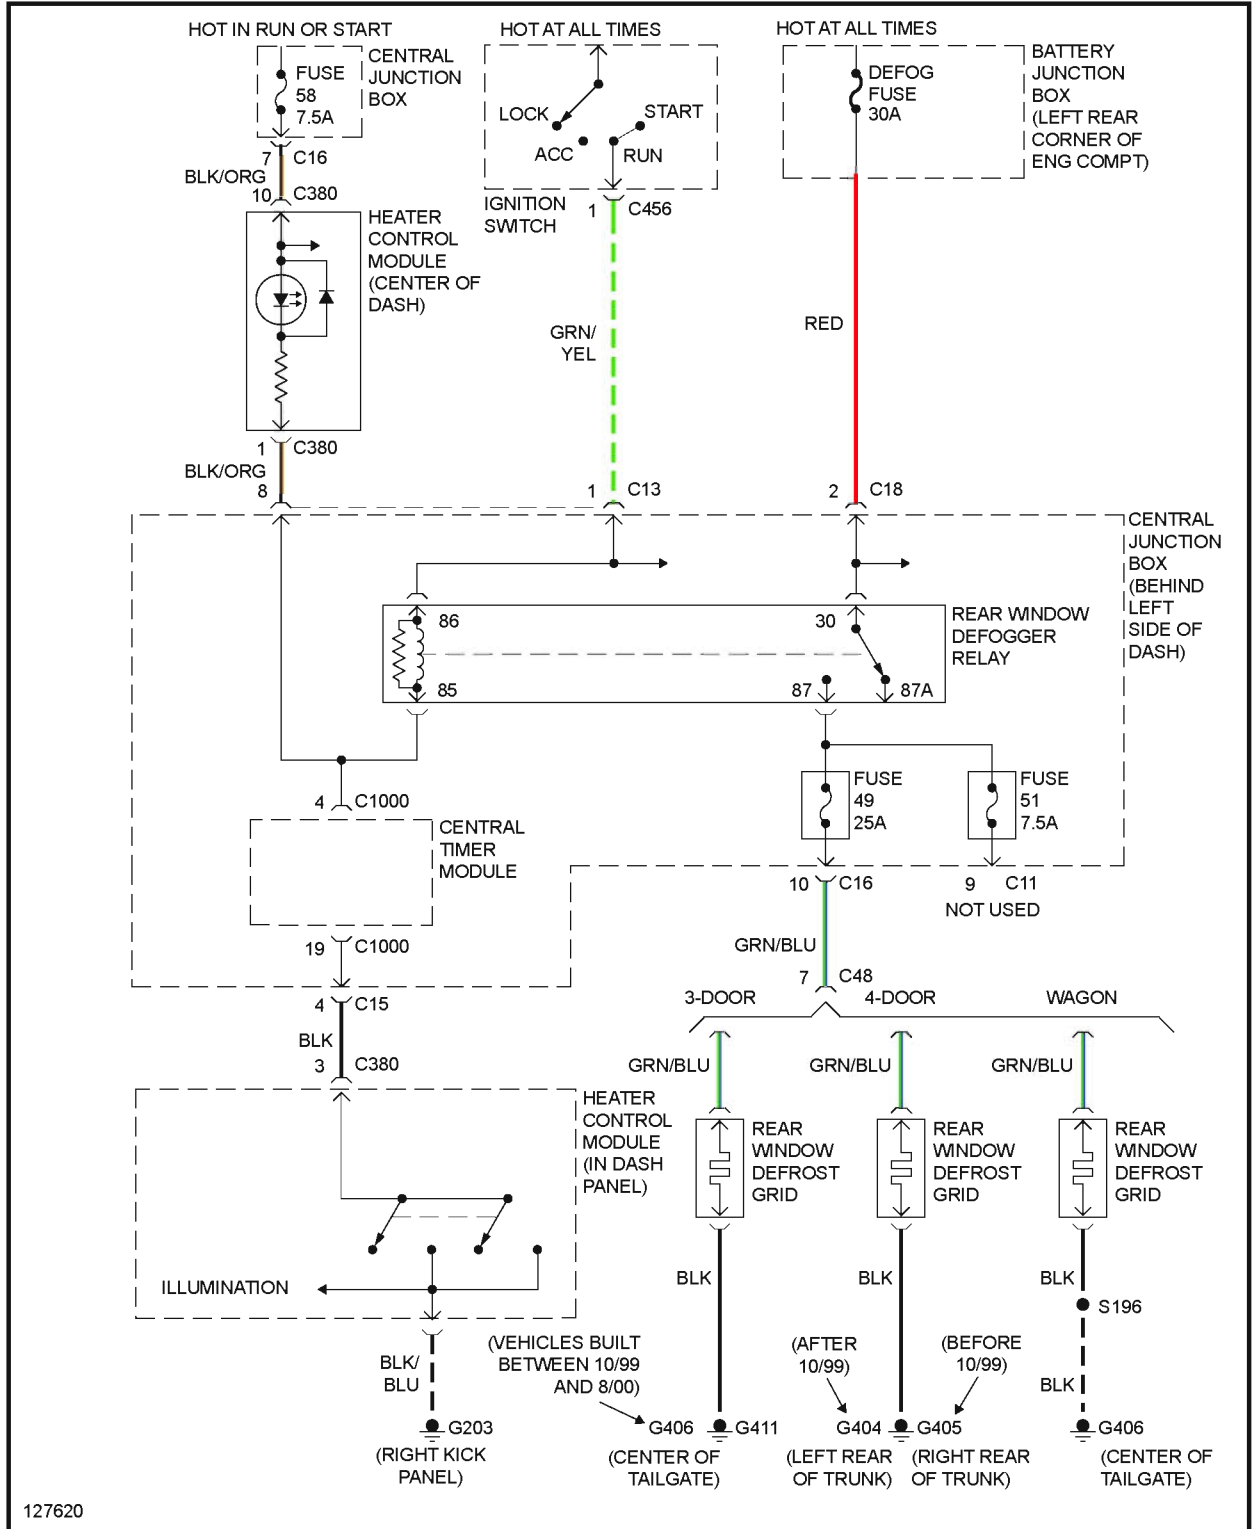 HOT IN RUN OR START
HOT AT ALL TIMES
HOT AT ALL TIMES
FUSE
58
7.5A
CENTRAL
JUNCTION
BOX
LOCK
START
ACC
RUN
DEFOG
FUSE
30A
BATTERY
JUNCTION
BOX
(LEFT REAR
CORNER OF
ENG COMPT)
7 C16
BLK/ORG
10 C380
IGNITION
SWITCH
1 C456
HEATER
CONTROL
MODULE
(CENTER OF
DASH)
GRN/
YEL
RED
1 C380
BLK/ORG
8
1 C13
2 C18
CENTRAL
JUNCTION
BOX
(BEHIND
LEFT
SIDE OF
DASH)
86
30
REAR WINDOW
DEFOGGER
RELAY
85
87
87A
4 C1000
CENTRAL
TIMER
MODULE
FUSE
49
25A
FUSE
51
7.5A
10 C16
9 C11
NOT USED
19 C1000
GRN/BLU
7 C48
4 C15
BLK
3 C380
3-DOOR
4-DOOR
WAGON
GRN/BLU
GRN/BLU
GRN/BLU
HEATER
CONTROL
MODULE
(IN DASH
PANEL)
REAR
WINDOW
DEFROST
GRID
REAR
WINDOW
DEFROST
GRID
REAR
WINDOW
DEFROST
GRID
ILLUMINATION
BLK
BLK
BLK
S196
BLK/
BLU
(VEHICLES BUILT
BETWEEN 10/99
AND 8/00)
(AFTER
10/99)
(BEFORE
10/99)
BLK
G203
(RIGHT KICK
PANEL)
G406
G411
(CENTER OF
TAILGATE)
G404
G405
(LEFT REAR
OF TRUNK)
(RIGHT REAR
OF TRUNK)
G406
(CENTER OF
TAILGATE)
127620